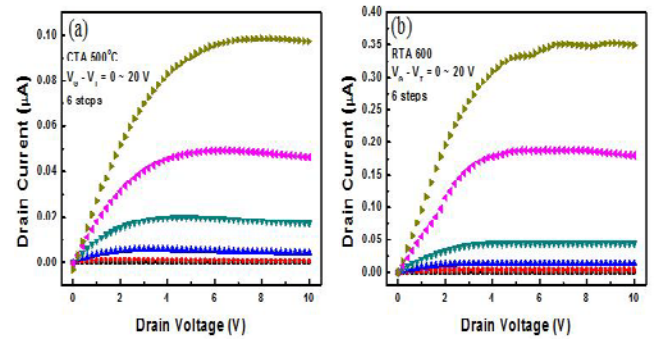 (a)
CTA 500°C
V_G - V_T = 0 ~ 20 V
6 steps
0.10
0.08
0.06
0.04
0.02
0.00
Drain Current (μA)
0 2 4 6 8 10
Drain Voltage (V)
(b)
RTA 600
V_G - V_T = 0 ~ 20 V
6 steps
0.35
0.30
0.25
0.20
0.15
0.10
0.05
0.00
Drain Current (μA)
0 2 4 6 8 10
Drain Voltage (V)